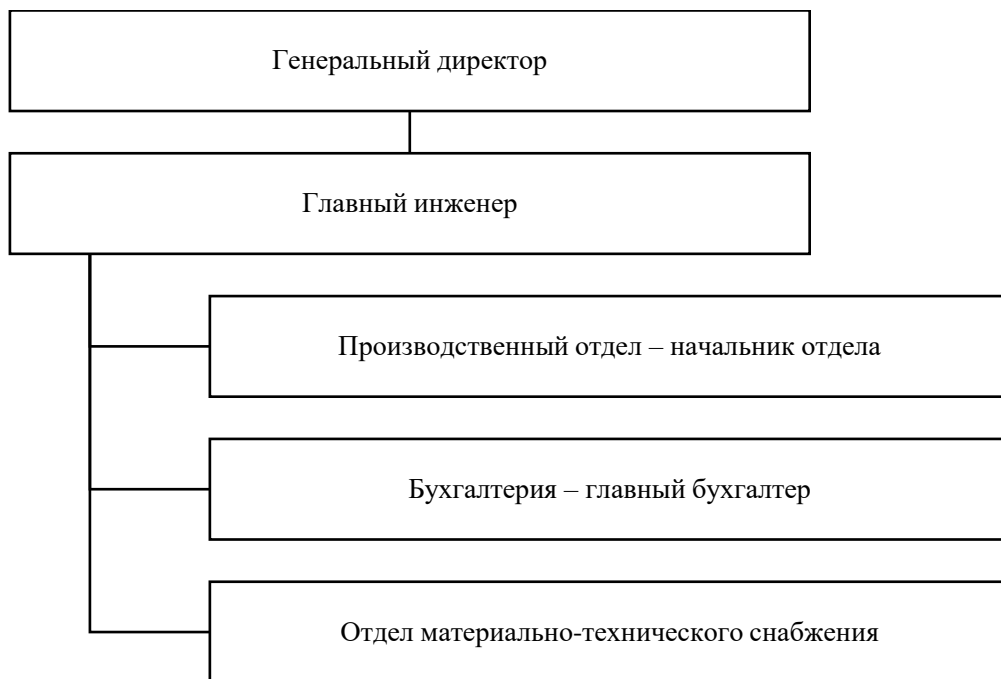 Генеральный директор
Главный инженер
Производственный отдел – начальник отдела
Бухгалтерия – главный бухгалтер
Отдел материально-технического снабжения